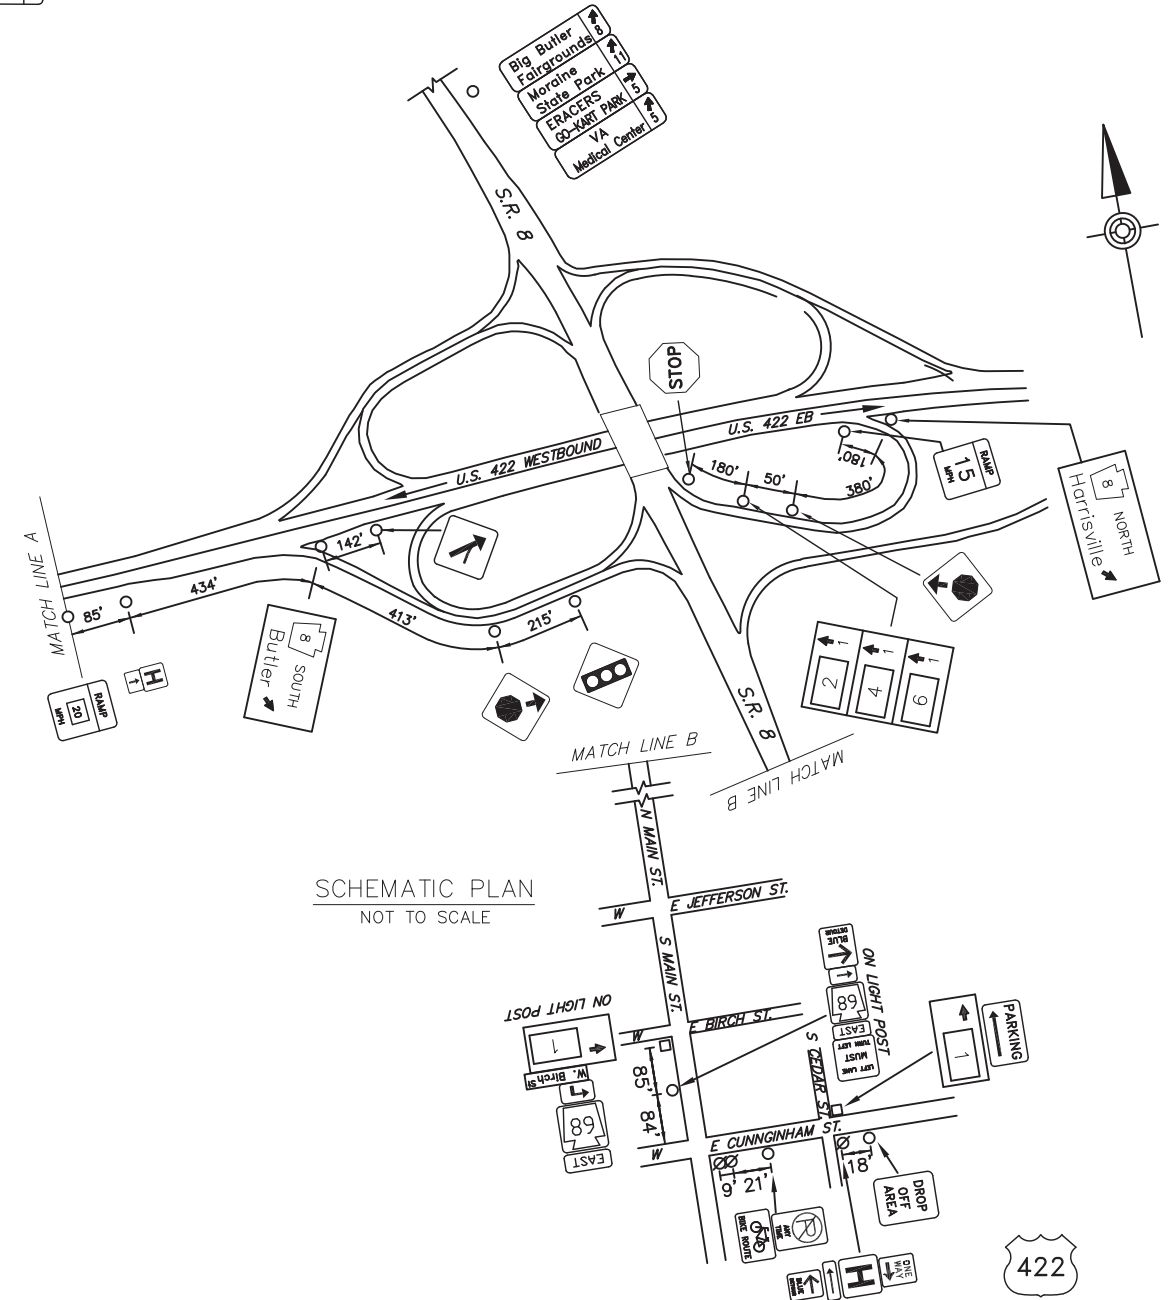 Big Butler
Fairgrounds
8
Moraine
State Park
11
ERACERS
GO-KART PARK
5
VA
Medical Center
5
S.R. 8
STOP
U.S. 422 EB
U.S. 422 WESTBOUND
180'
50'
380'
180'
RAMP
15
MPH
8
NORTH
Harrisville
MATCH LINE A
85'
434'
142'
413'
215'
H
RAMP
20
MPH
8
SOUTH
Butler
1
2
1
4
1
6
S.R. 8
MATCH LINE B
MATCH LINE B
N MAIN ST.
SCHEMATIC PLAN
NOT TO SCALE
W
E JEFFERSON ST.
S MAIN ST.
BLUE
DETOUR
68
EAST
LEFT LANE
MUST
TURN LEFT
ON LIGHT POST
ON LIGHT POST
1
W. Birch St
68
EAST
W
E BIRCH ST.
85'
84'
S CEDAR ST.
1
PARKING
W
E CUNNGINHAM ST.
9'
21'
18'
DROP
OFF
AREA
BIKE ROUTE
P
ANY
TIME
BLUE
H
ONE
WAY
422